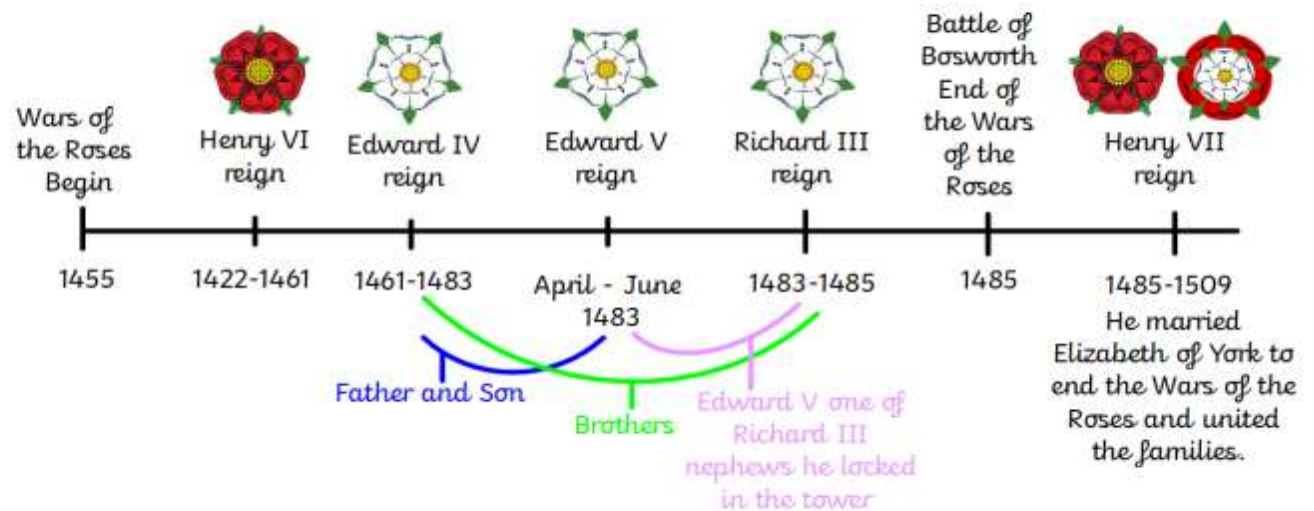 Wars of
the Roses
Begin
1455
Henry VI
reign
1422-1461
Edward IV
reign
1461-1483
Edward V
reign
April - June
1483
Richard III
reign
1483-1485
Battle of
Bosworth
End of
the Wars
of the
Roses
1485
Henry VII
reign
1485-1509
He married
Elizabeth of York to
end the Wars of the
Roses and united
the families.
Father and Son
Brothers
Edward V one of
Richard III
nephews he locked
in the tower